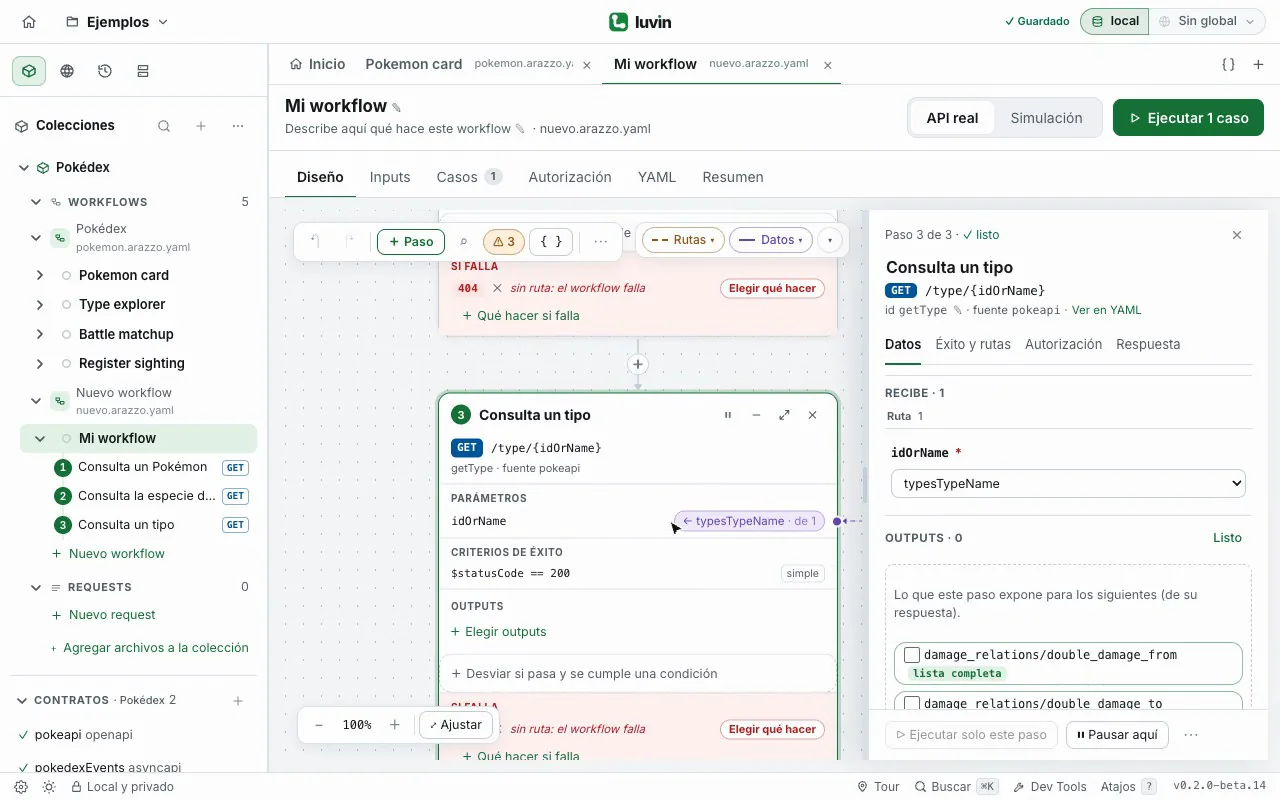 Ejemplos
luvin
✓ Guardado
local
Sin global
Inicio
Pokemon card pokemon.arazzo.y
Mi workflow nuevo.arazzo.yaml
{ }
Colecciones
Pokédex
WORKFLOWS 5
Pokédex
pokemon.arazzo.yaml
Pokemon card
Type explorer
Battle matchup
Register sighting
Nuevo workflow
nuevo.arazzo.yaml
Mi workflow
1 Consulta un Pokémon GET
2 Consulta la especie d... GET
3 Consulta un tipo GET
+ Nuevo workflow
REQUESTS 0
+ Nuevo request
+ Agregar archivos a la colección
CONTRATOS · Pokédex 2
✓ pokeapi openapi
✓ pokedexEvents asyncapi
Mi workflow
Describe aquí qué hace este workflow · nuevo.arazzo.yaml
API real
Simulación
Ejecutar 1 caso
Diseño
Inputs
Casos 1
Autorización
YAML
Resumen
+ Paso
3
{ }
...
e
Rutas
Datos
SI FALLA
404 × sin ruta: el workflow falla
Elegir qué hacer
+ Qué hacer si falla
3 Consulta un tipo
GET /type/{idOrName}
getType · fuente pokeapi
PARÁMETROS
idOrName
← typesTypeName · de 1
CRITERIOS DE ÉXITO
$statusCode == 200
simple
OUTPUTS
+ Elegir outputs
+ Desviar si pasa y se cumple una condición
SI FALLA
sin ruta: el workflow falla
Elegir qué hacer
+ Qué hacer si falla
− 100% +
Ajustar
Paso 3 de 3 · ✓ listo
Consulta un tipo
GET /type/{idOrName}
id getType · fuente pokeapi · Ver en YAML
Datos
Éxito y rutas
Autorización
Respuesta
RECIBE · 1
Ruta 1
idOrName *
typesTypeName
OUTPUTS · 0
Listo
Lo que este paso expone para los siguientes (de su
respuesta).
damage_relations/double_damage_from
lista completa
damage_relations/double_damage_to
Ejecutar solo este paso
Pausar aquí
...
Local y privado
Tour
Buscar ⌘K
Dev Tools
Atajos ?
v0.2.0-beta.14